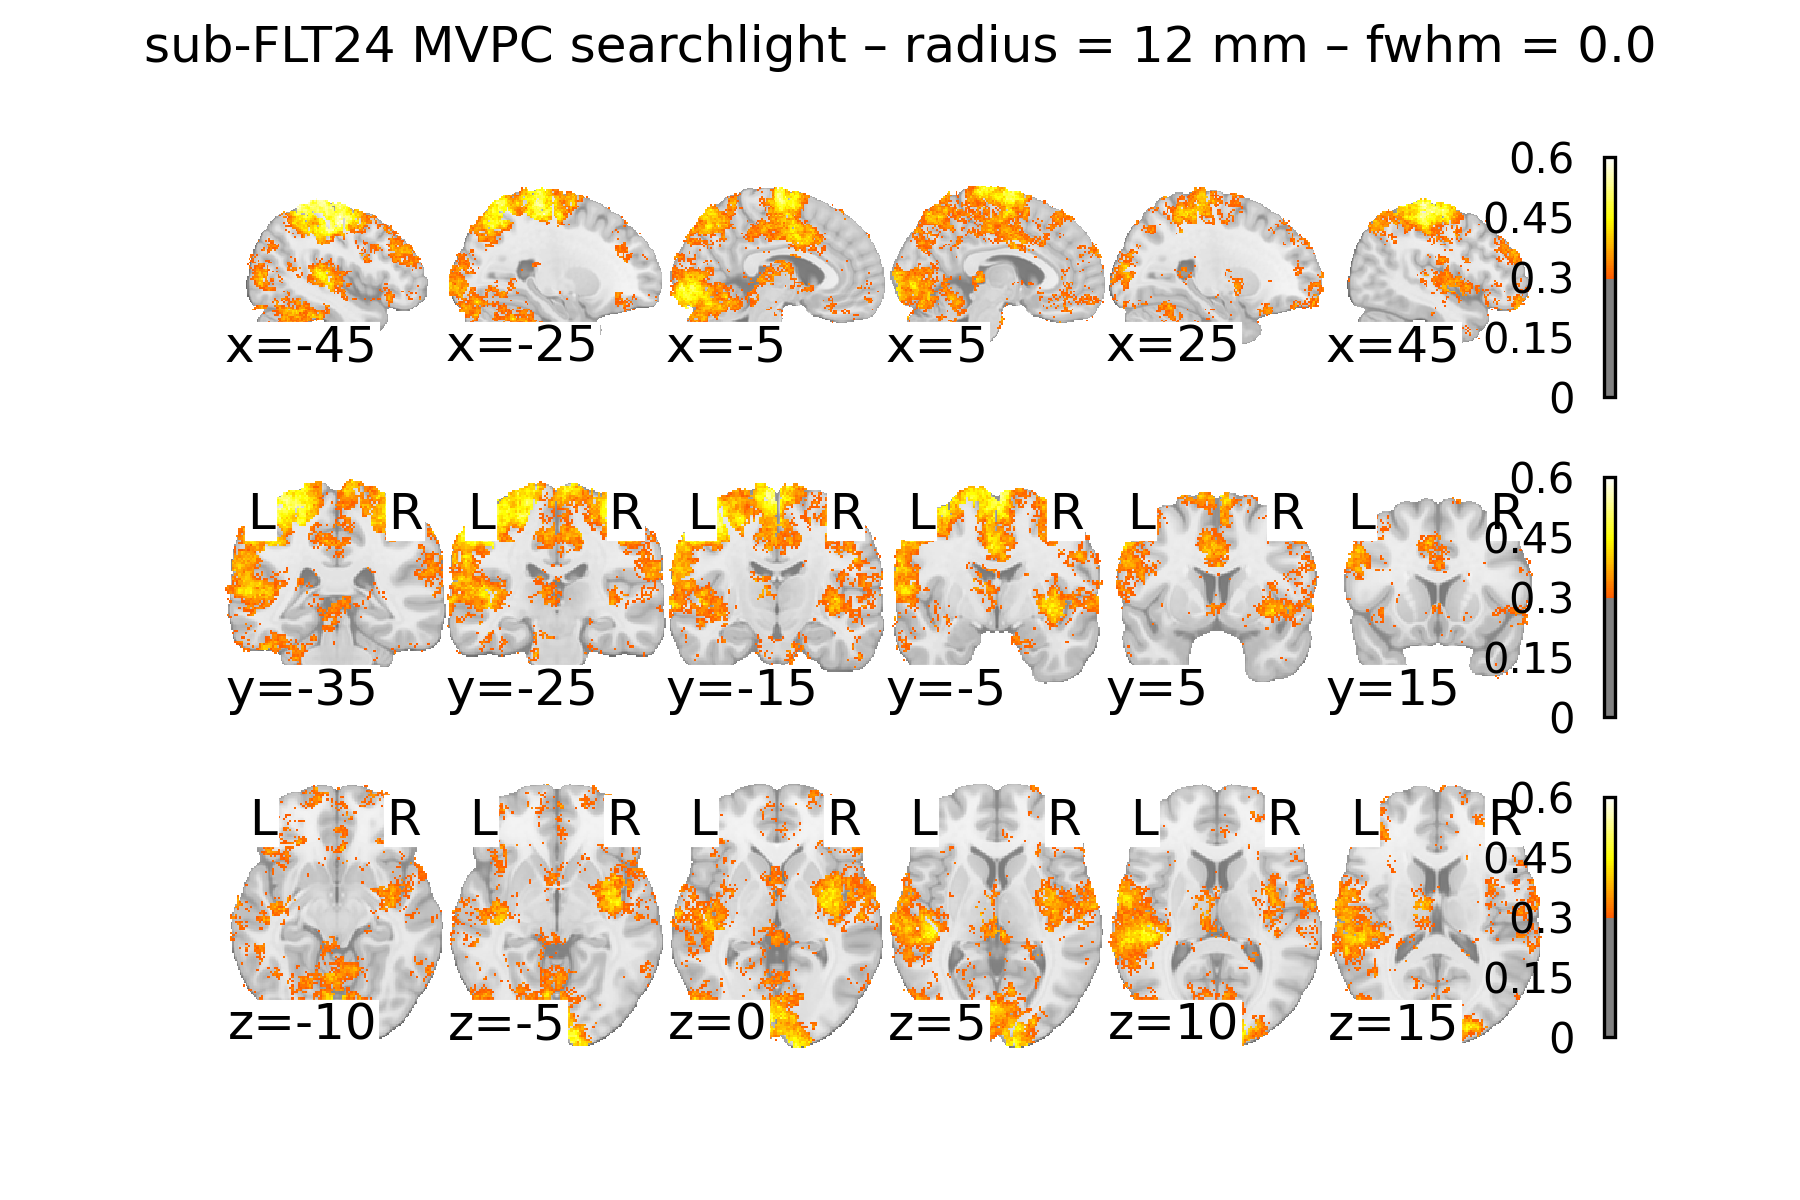 sub-FLT24 MVPC searchlight – radius = 12 mm – fwhm = 0.0
0.6
0.45
0.3
0.15
0
x=-45 x=-25 x=-5 x=5 x=25 x=45
0.6
L R L R L R L R L R L R
0.45
0.3
0.15
y=-35 y=-25 y=-15 y=-5 y=5 y=15
0
0.6
L R L R L R L R L R L R
0.45
0.3
0.15
z=-10 z=-5 z=0 z=5 z=10 z=15
0